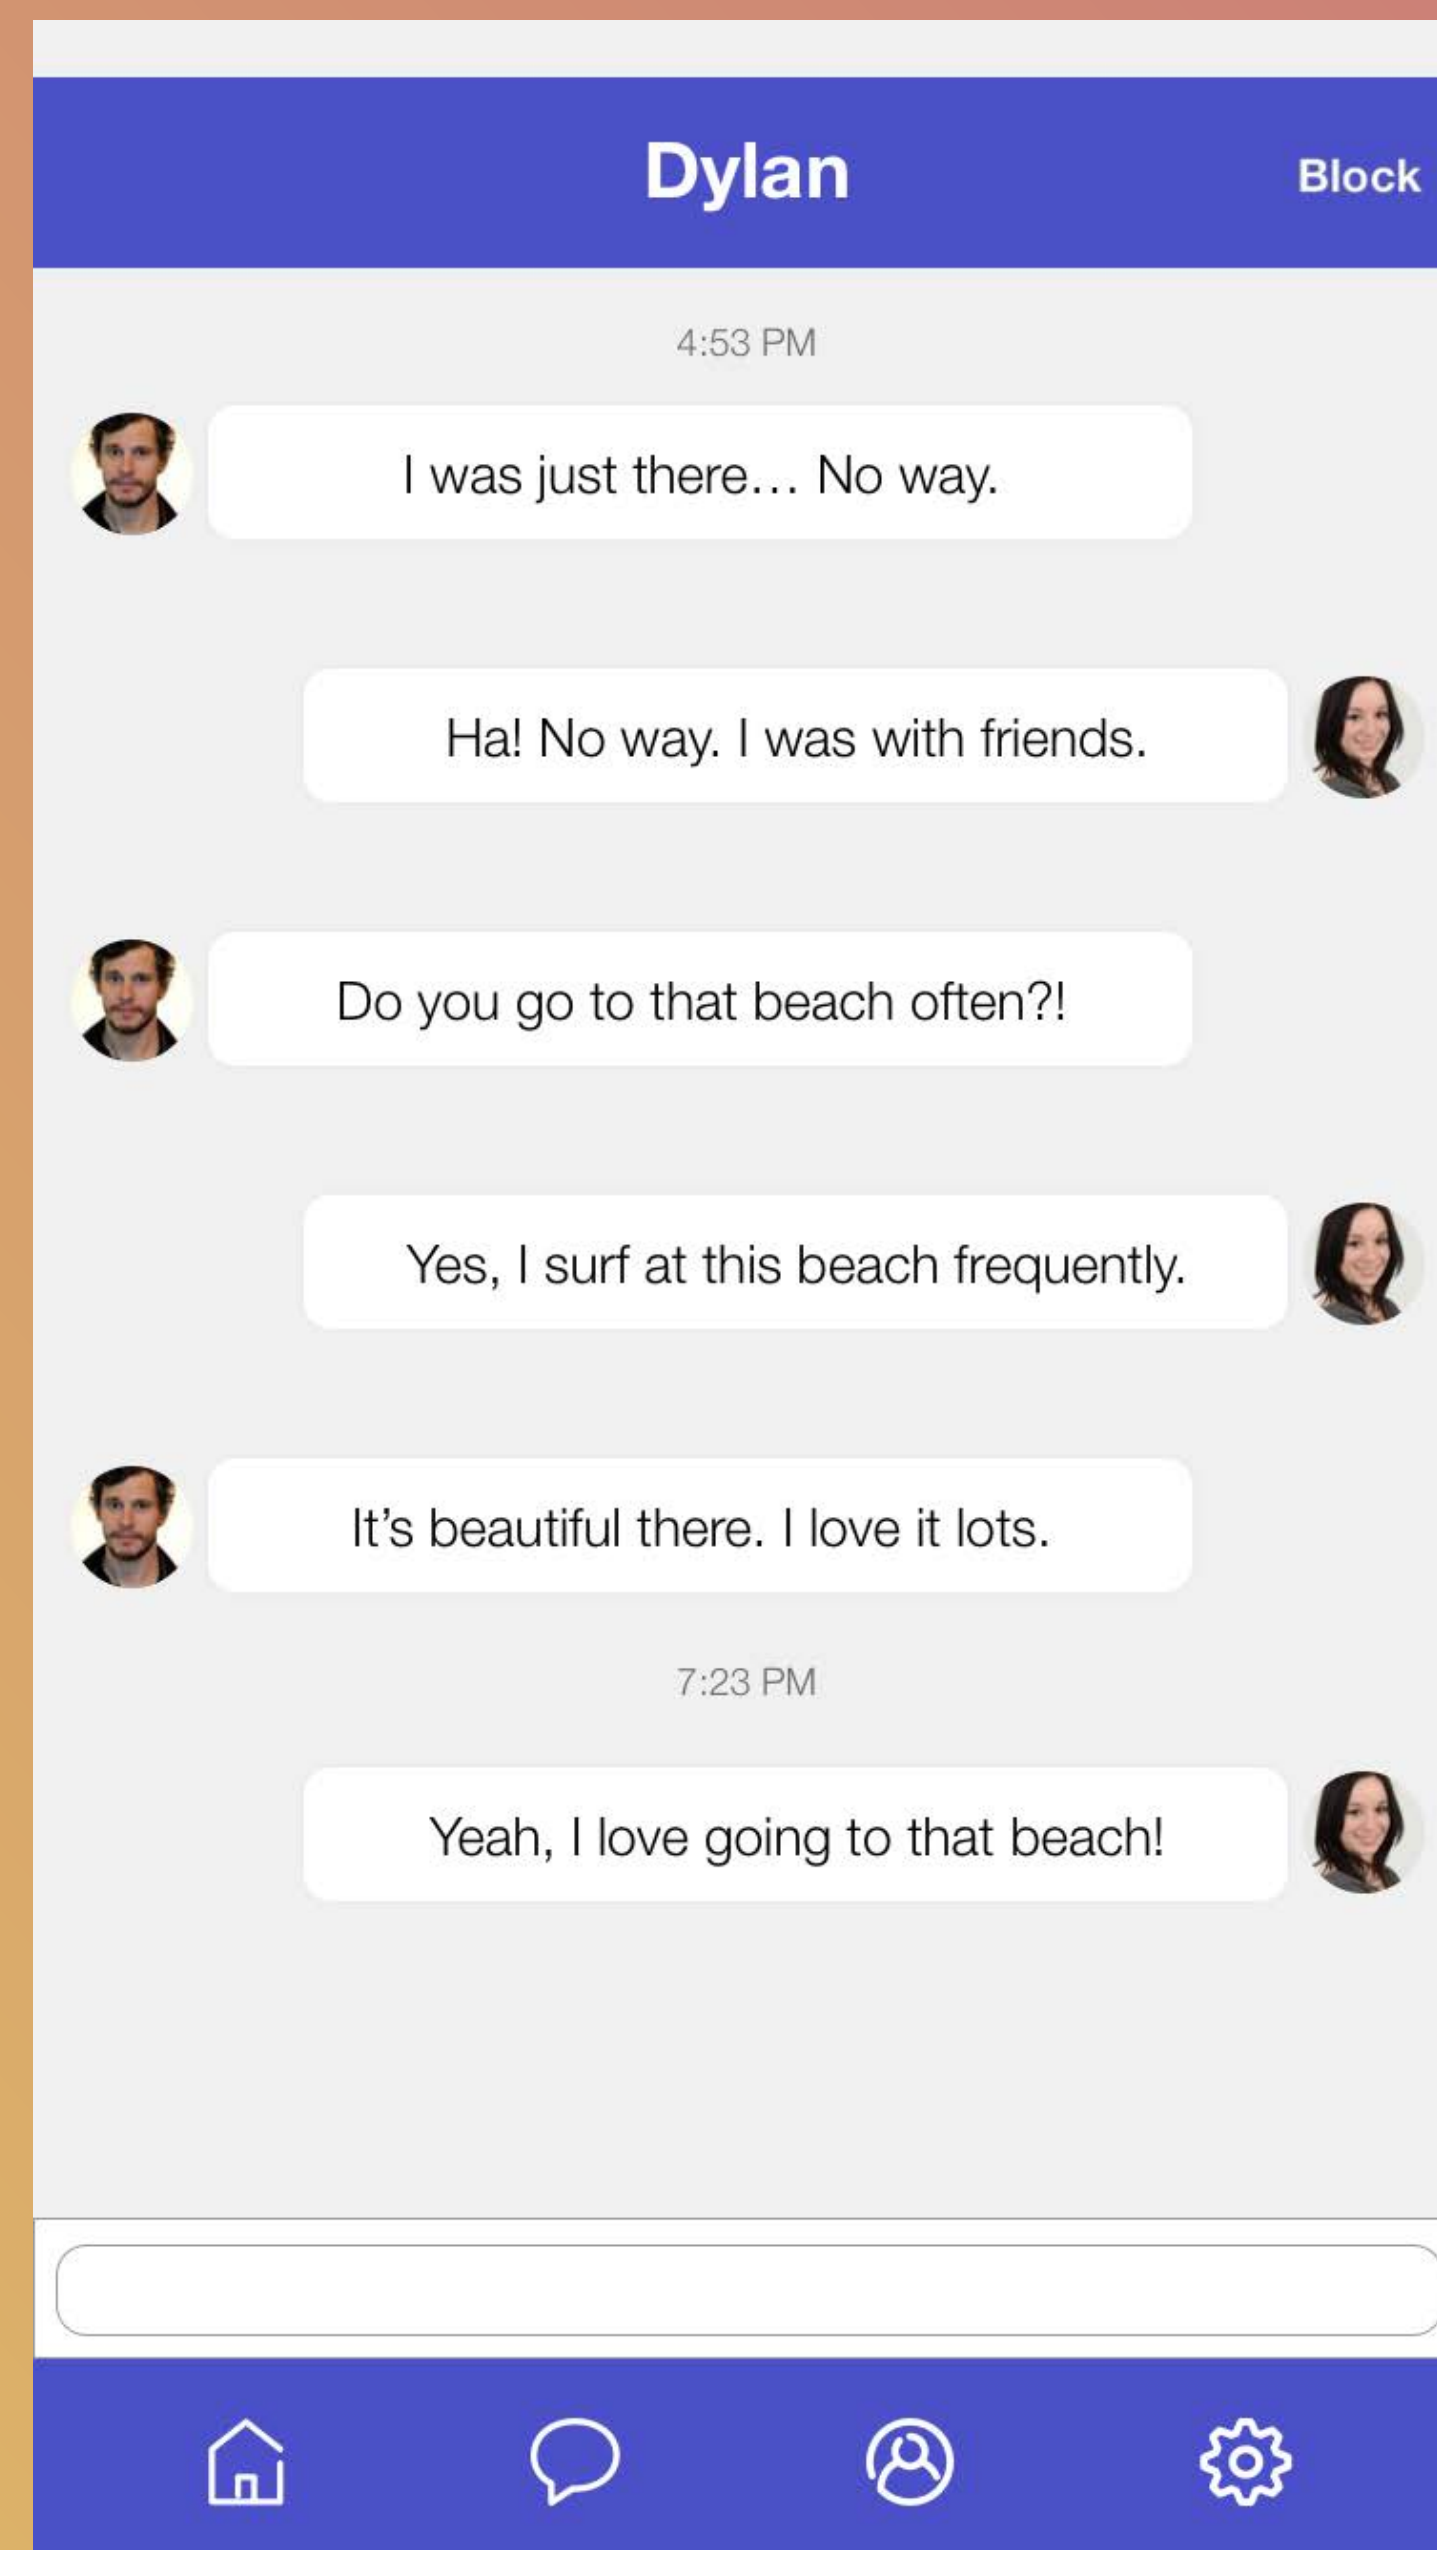 Dylan
Block
4:53 PM
I was just there… No way.
Ha! No way. I was with friends.
Do you go to that beach often?!
Yes, I surf at this beach frequently.
It’s beautiful there. I love it lots.
7:23 PM
Yeah, I love going to that beach!